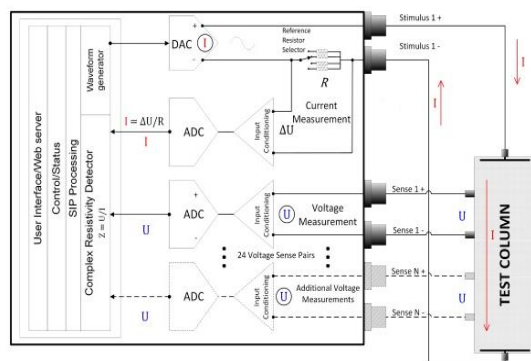 User Interface/Web server
Control/Status
SIP Processing
Waveform generator
Complex Resistivity Detector
Z = U/I
DAC
+
-
I
Reference Resistor Selector
R
Stimulus 1 +
Stimulus 1 -
I
I
I = ΔU/R
I
ADC
Input Conditioning
Current Measurement
ΔU
U
ADC
+
-
Input Conditioning
U
Voltage Measurement
Sense 1 +
Sense 1 -
U
24 Voltage Sense Pairs
U
ADC
Input Conditioning
U
Additional Voltage Measurements
Sense N +
Sense N -
U
I
TEST COLUMN